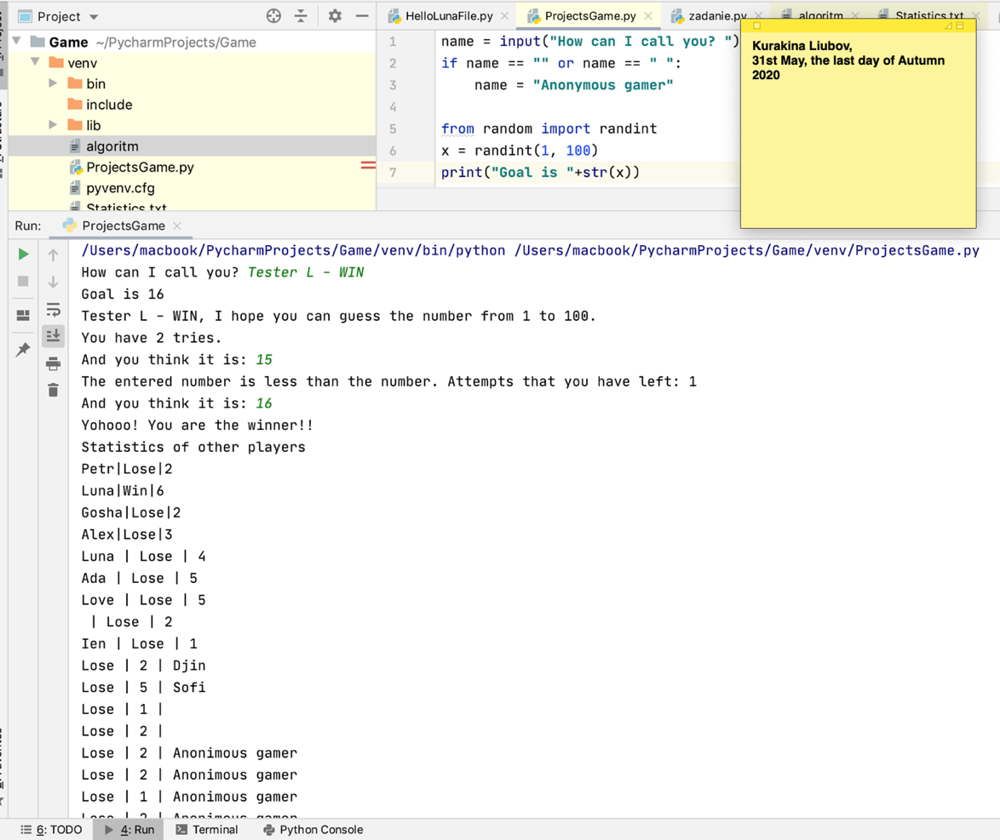 Project
HelloLunaFile.py
ProjectsGame.py
zadanie.py
algoritm
Statistics.txt
Game ~/PycharmProjects/Game
venv
bin
include
lib
algoritm
ProjectsGame.py
pyvenv.cfg
Statistics.txt
1 name = input("How can I call you? ")
2 if name == "" or name == " ":
3 name = "Anonymous gamer"
4
5 from random import randint
6 x = randint(1, 100)
7 print("Goal is "+str(x))
Kurakina Liubov,
31st May, the last day of Autumn
2020
Run: ProjectsGame
/Users/macbook/PycharmProjects/Game/venv/bin/python /Users/macbook/PycharmProjects/Game/venv/ProjectsGame.py
How can I call you? Tester L - WIN
Goal is 16
Tester L - WIN, I hope you can guess the number from 1 to 100.
You have 2 tries.
And you think it is: 15
The entered number is less than the number. Attempts that you have left: 1
And you think it is: 16
Yohooo! You are the winner!!
Statistics of other players
Petr|Lose|2
Luna|Win|6
Gosha|Lose|2
Alex|Lose|3
Luna | Lose | 4
Ada | Lose | 5
Love | Lose | 5
 | Lose | 2
Ien | Lose | 1
Lose | 2 | Djin
Lose | 5 | Sofi
Lose | 1 |
Lose | 2 |
Lose | 2 | Anonimous gamer
Lose | 2 | Anonimous gamer
Lose | 1 | Anonimous gamer
Lose | 2 | Anonimous gamer
6: TODO
4: Run
Terminal
Python Console